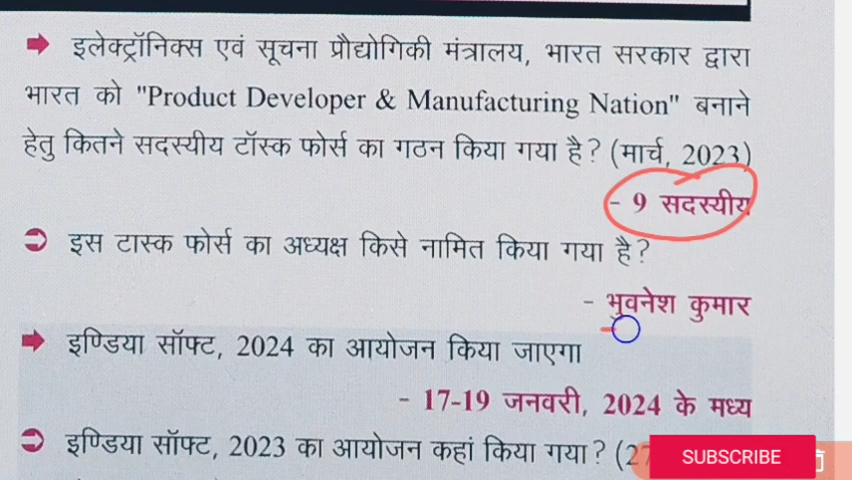 ➡ इलेक्ट्रॉनिक्स एवं सूचना प्रौद्योगिकी मंत्रालय, भारत सरकार द्वारा
भारत को "Product Developer & Manufacturing Nation" बनाने
हेतु कितने सदस्यीय टॉस्क फोर्स का गठन किया गया है? (मार्च, 2023)
- 9 सदस्यीय
इस टास्क फोर्स का अध्यक्ष किसे नामित किया गया है?
- भुवनेश कुमार
➡ इण्डिया सॉफ्ट, 2024 का आयोजन किया जाएगा
- 17-19 जनवरी, 2024 के मध्य
इण्डिया सॉफ्ट, 2023 का आयोजन कहां किया गया? (27
SUBSCRIBE